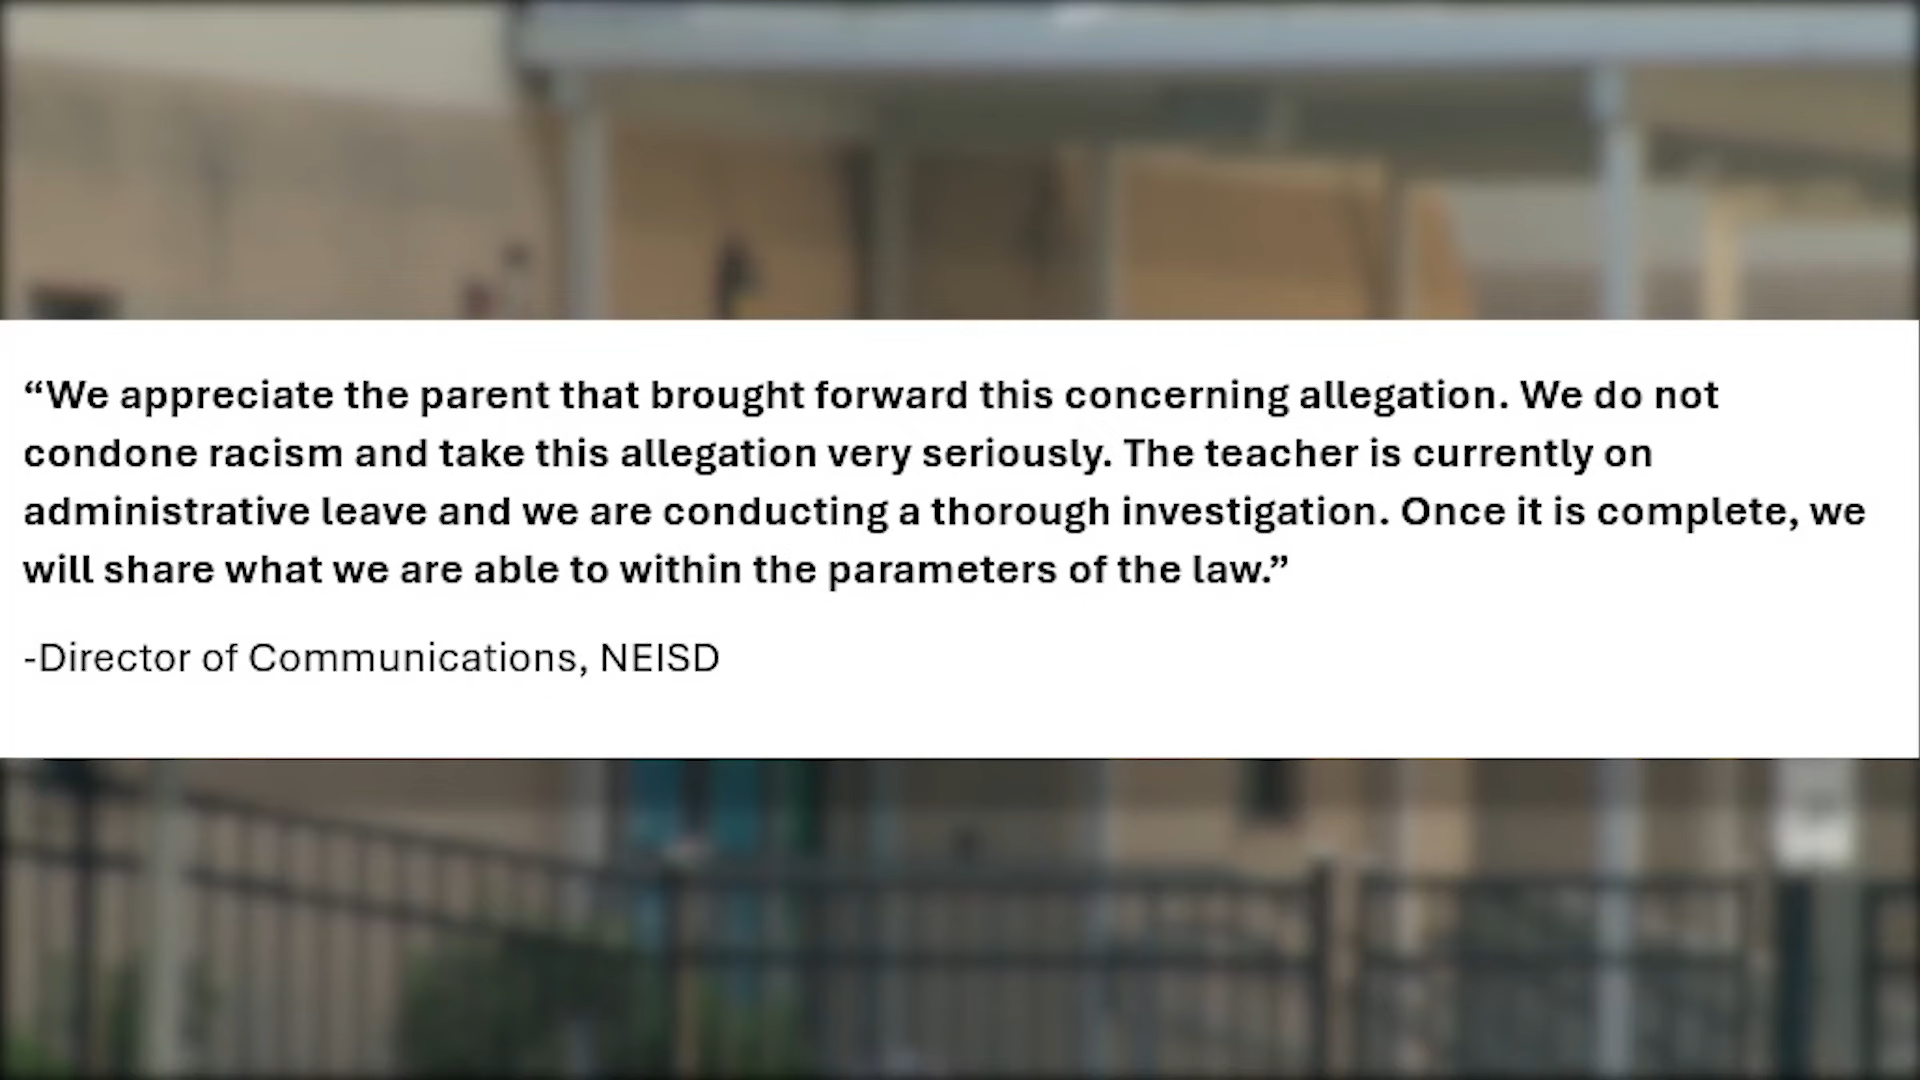 “We appreciate the parent that brought forward this concerning allegation. We do not
condone racism and take this allegation very seriously. The teacher is currently on
administrative leave and we are conducting a thorough investigation. Once it is complete, we
will share what we are able to within the parameters of the law.”
-Director of Communications, NEISD